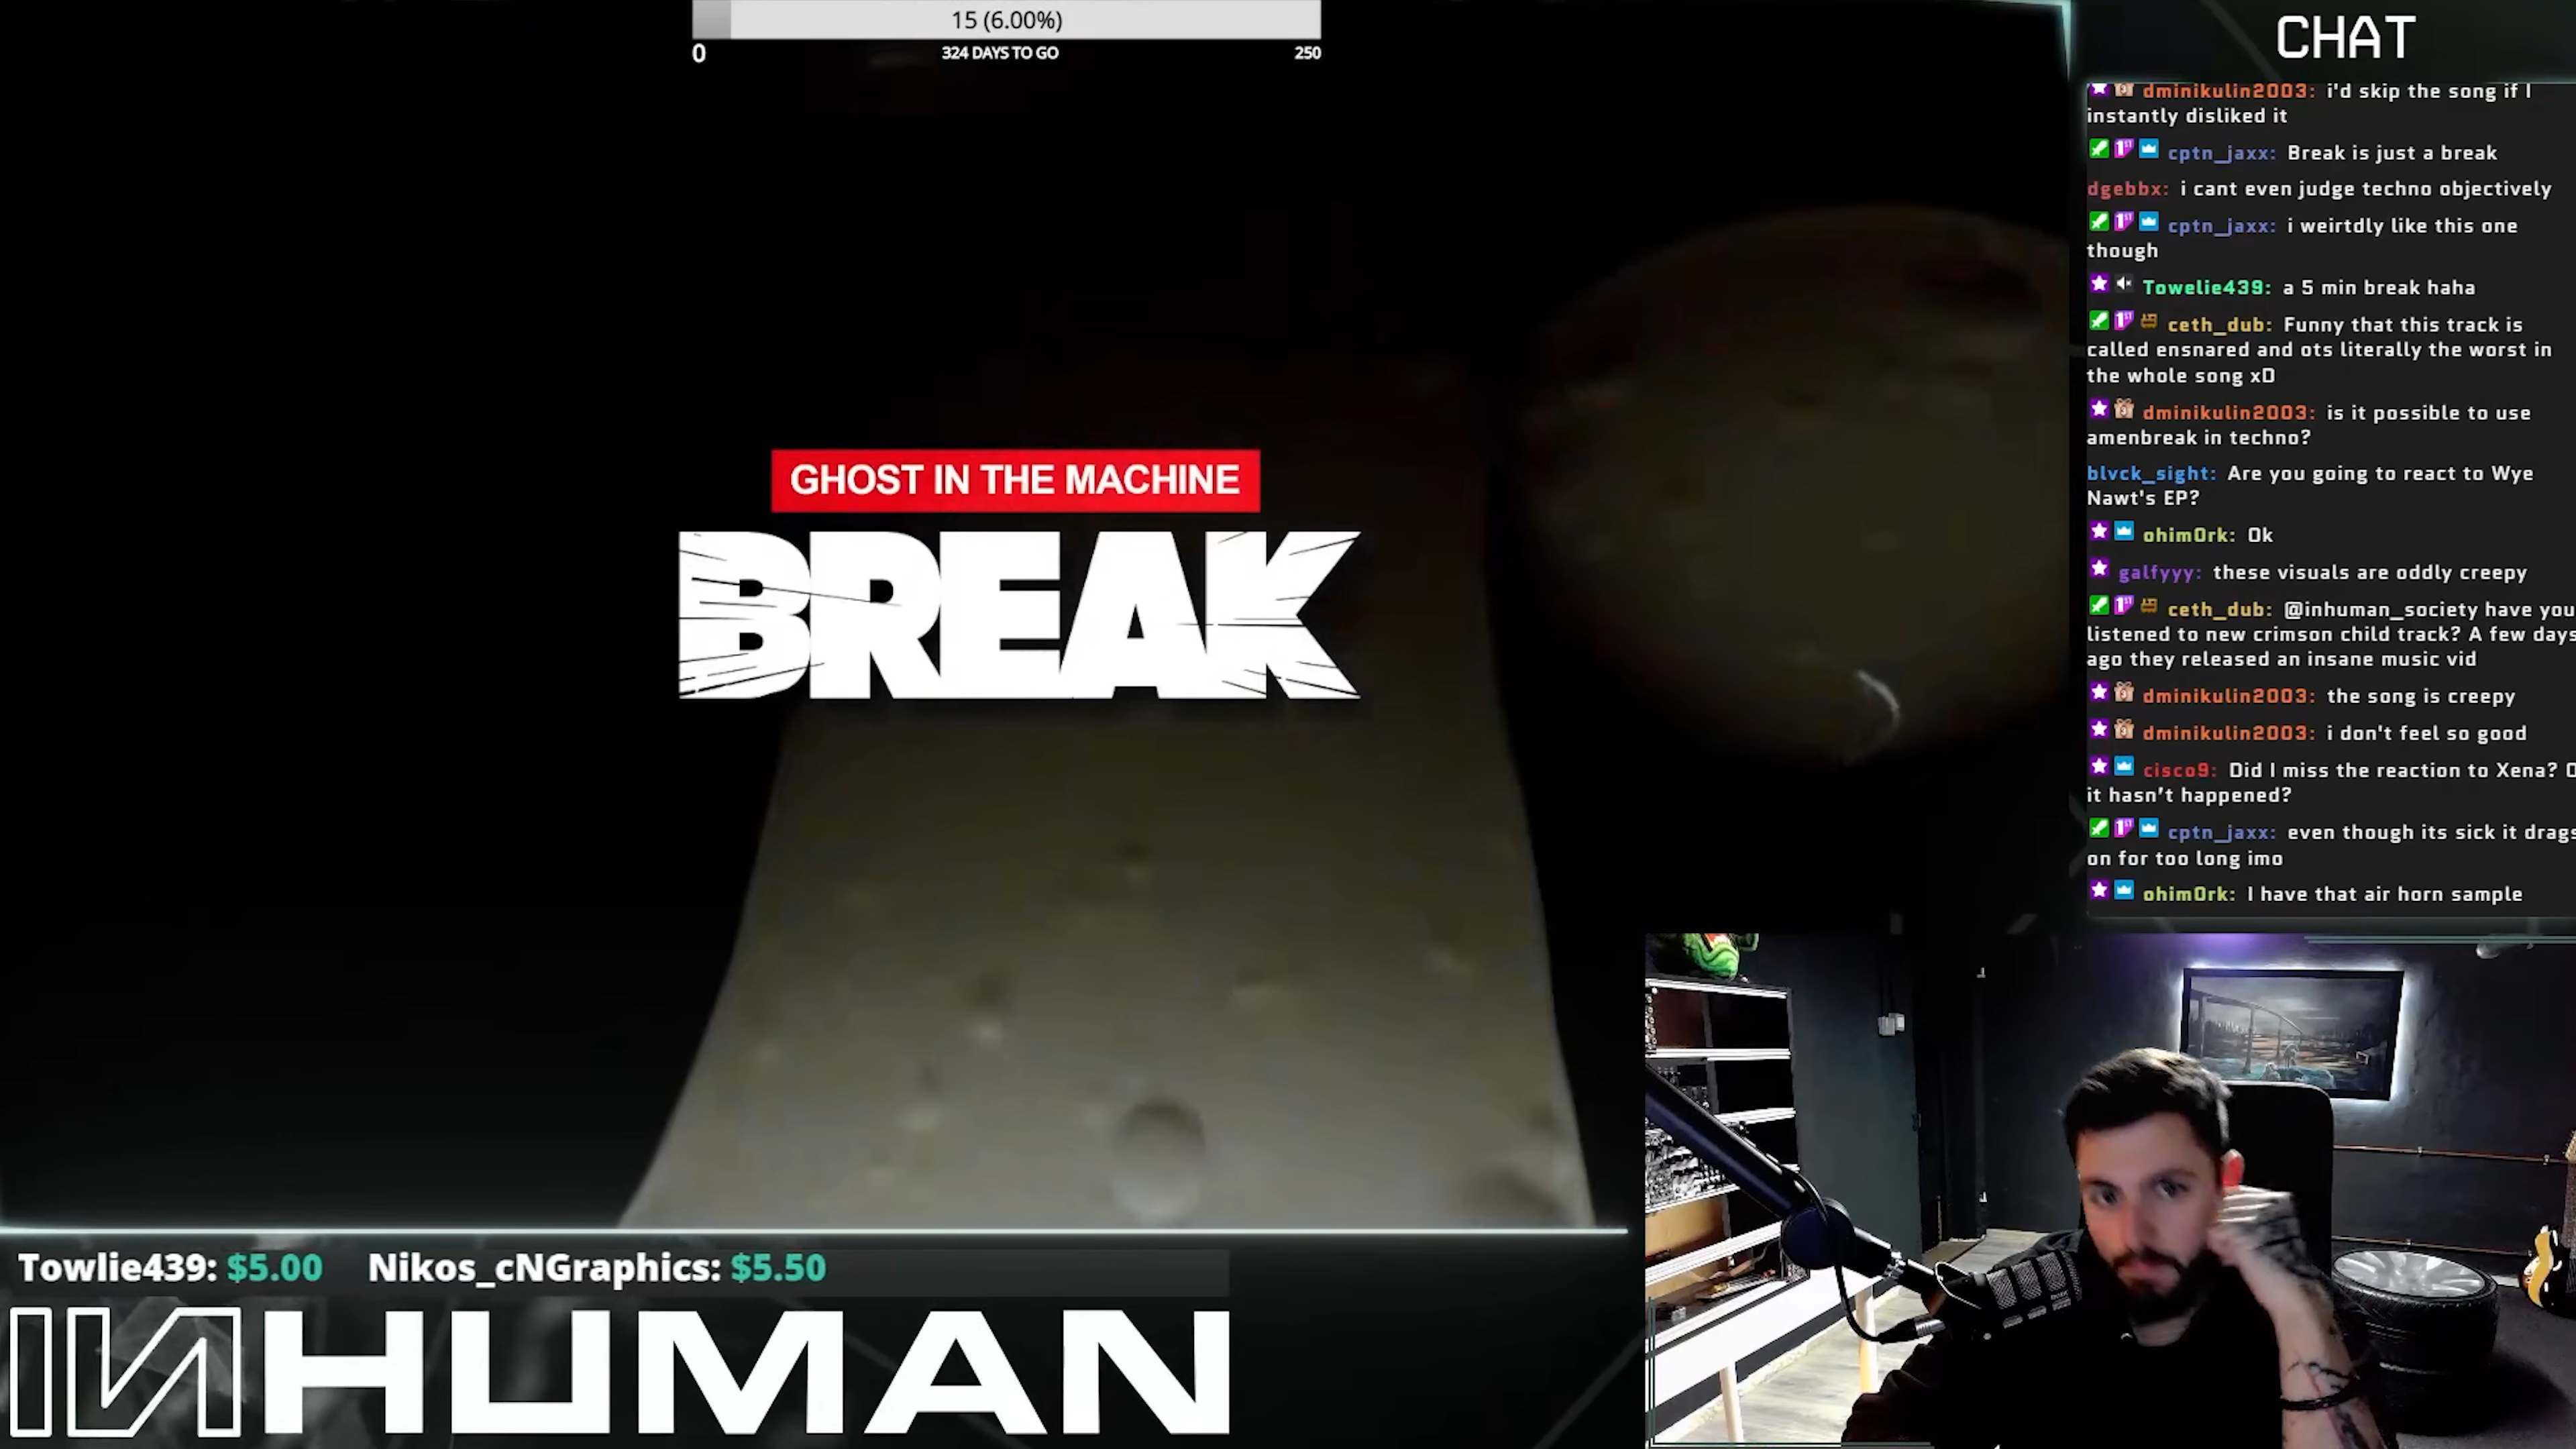 15 (6.00%)
0 324 DAYS TO GO 250
GHOST IN THE MACHINE
BREAK
Towlie439: $5.00 Nikos_cNGraphics: $5.50
INHUMAN
CHAT
dminikulin2003: i'd skip the song if I
instantly disliked it
cptn_jaxx: Break is just a break
dgebbx: i cant even judge techno objectively
cptn_jaxx: i weirtdly like this one
though
Towelie439: a 5 min break haha
ceth_dub: Funny that this track is
called ensnared and ots literally the worst in
the whole song xD
dminikulin2003: is it possible to use
amenbreak in techno?
blvck_sight: Are you going to react to Wye
Nawt's EP?
ohim0rk: Ok
galfyyy: these visuals are oddly creepy
ceth_dub: @inhuman_society have you
listened to new crimson child track? A few days
ago they released an insane music vid
dminikulin2003: the song is creepy
dminikulin2003: i don't feel so good
cisco9: Did I miss the reaction to Xena?
it hasn’t happened?
cptn_jaxx: even though its sick it drags
on for too long imo
ohim0rk: I have that air horn sample